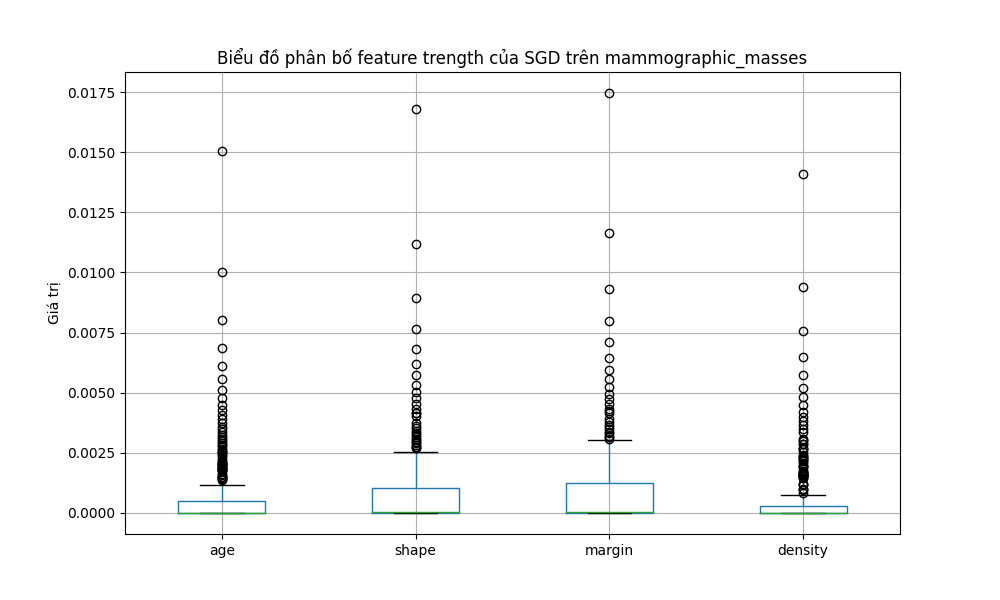 Biểu đồ phân bố feature trength của SGD trên mammographic_masses
Giá trị
0.0175
0.0150
0.0125
0.0100
0.0075
0.0050
0.0025
0.0000
age shape margin density